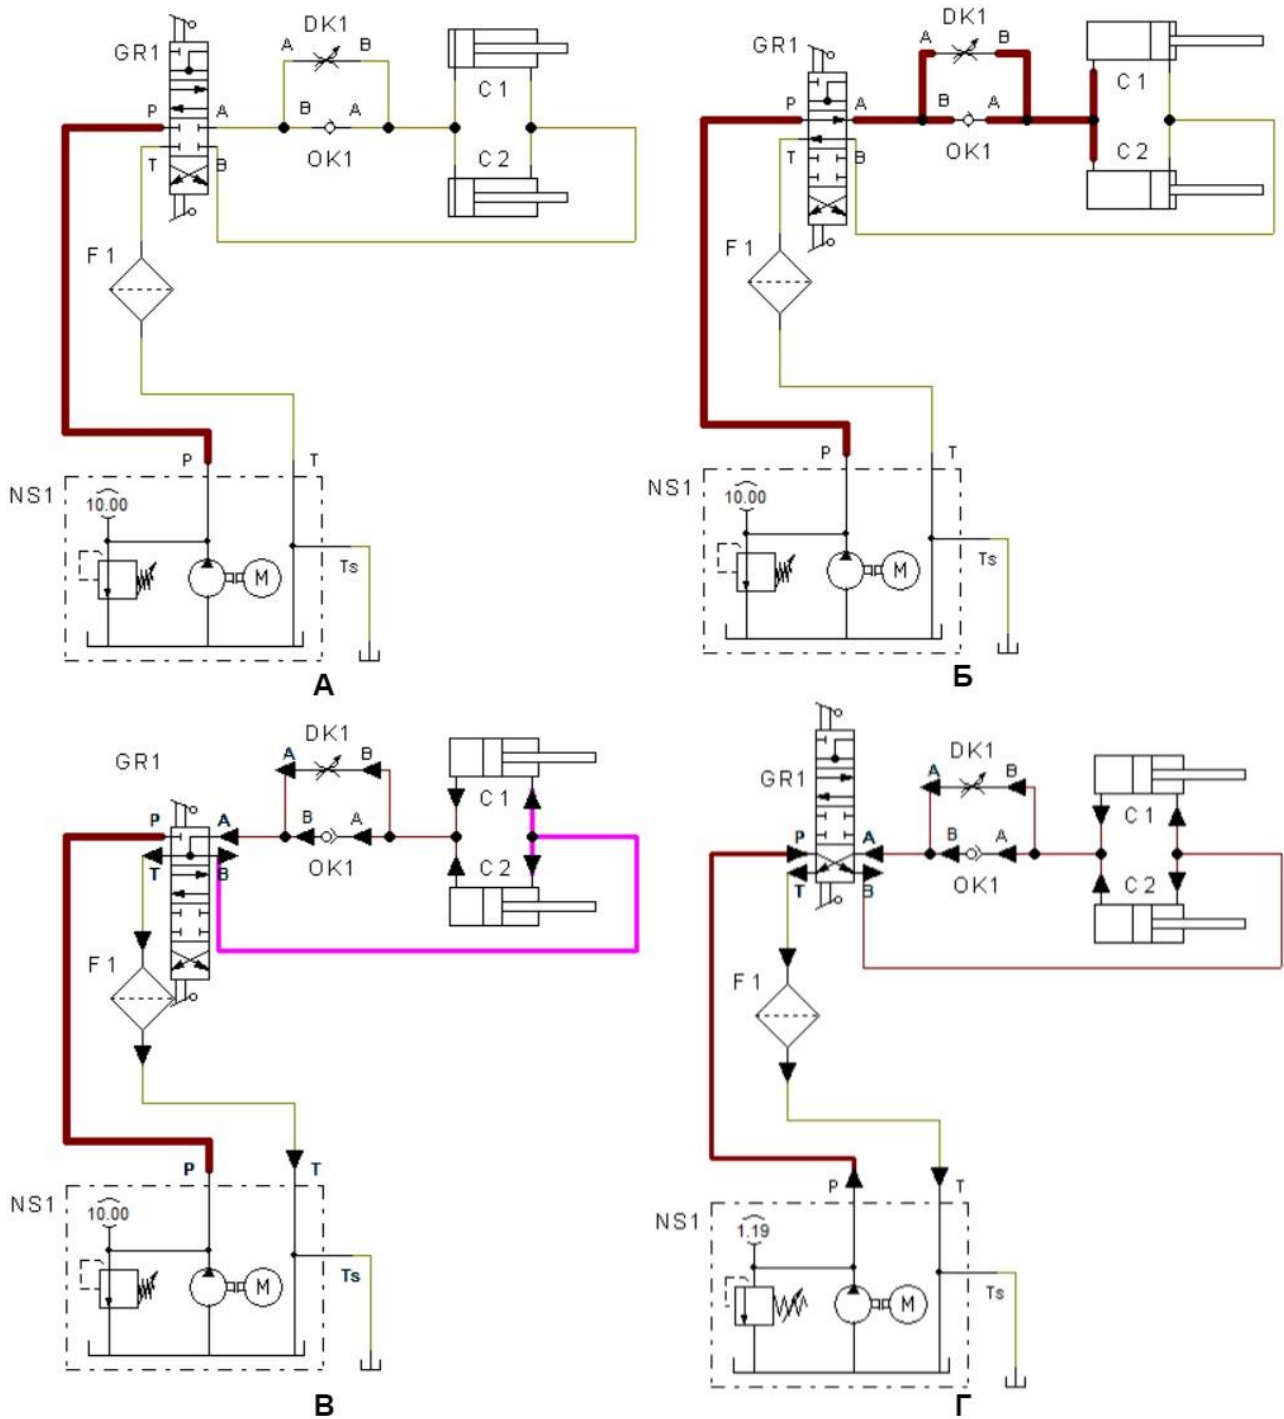 DK1
GR1
A B
P A
B A
OK1
T B
C1
C2
F1
P T
NS1
10.00
M
Ts
А
DK1
GR1
A B
P A
B A
OK1
T B
C1
C2
F1
P T
NS1
10.00
M
Ts
Б
DK1
GR1
A B
P A
B A
OK1
T B
C1
C2
F1
P T
NS1
10.00
M
Ts
В
DK1
GR1
A B
P A
B A
OK1
T B
C1
C2
F1
P T
NS1
1.19
M
Ts
Г